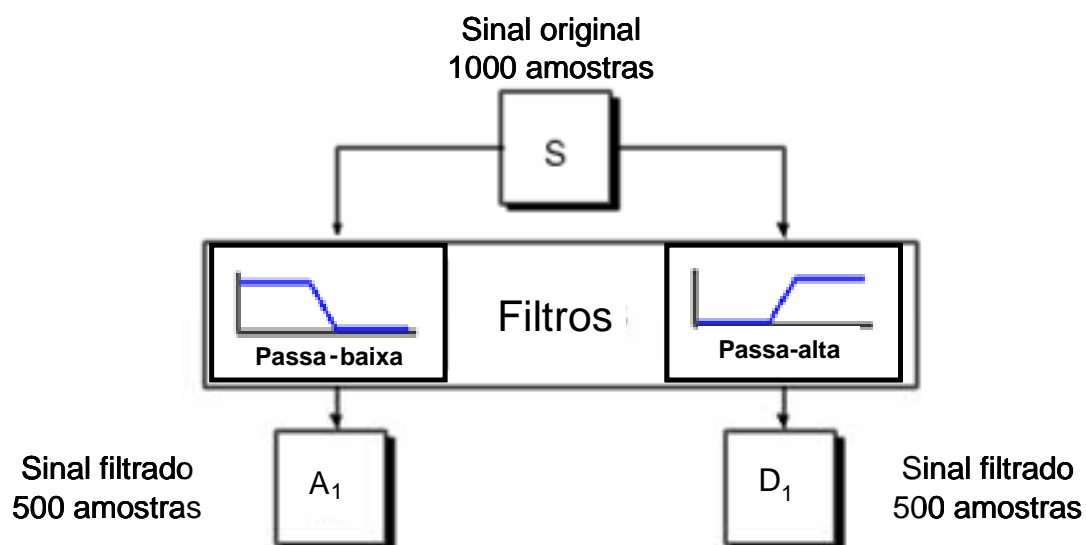 Sinal original
1000 amostras
S
Filtros
Passa-baixa
Passa-alta
A₁
D₁
Sinal filtrado
500 amostras
Sinal filtrado
500 amostras